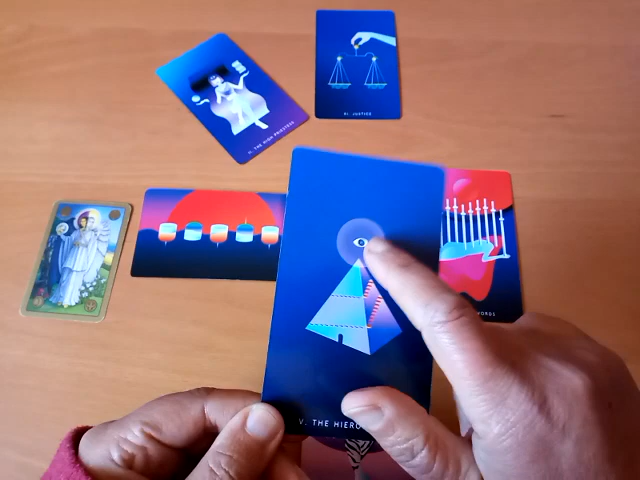 XI. JUSTICE
II. THE HIGH PRIESTESS
V. THE HIERO
WORDS